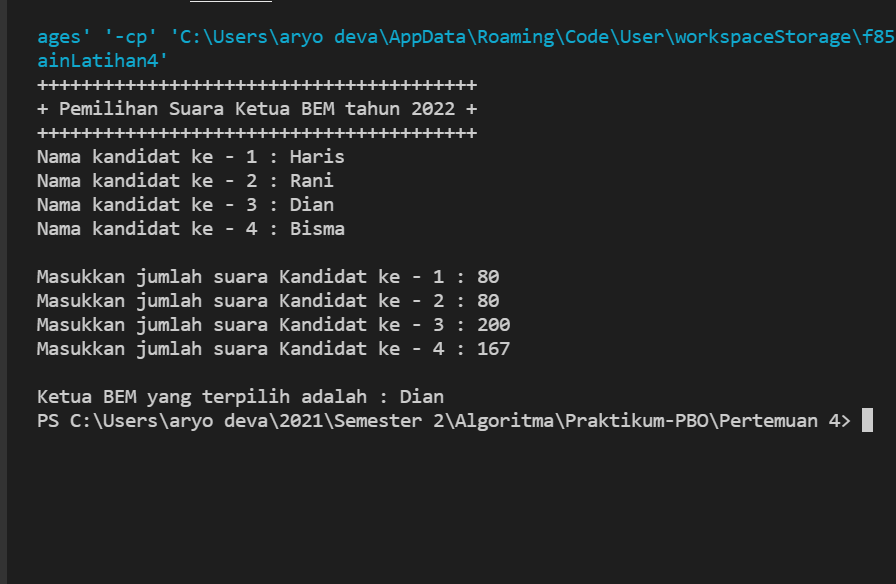 ages' '-cp' 'C:\Users\aryo deva\AppData\Roaming\Code\User\workspaceStorage\f85
ainLatihan4'
++++++++++++++++++++++++++++++++++++++++
+ Pemilihan Suara Ketua BEM tahun 2022 +
++++++++++++++++++++++++++++++++++++++++
Nama kandidat ke - 1 : Haris
Nama kandidat ke - 2 : Rani
Nama kandidat ke - 3 : Dian
Nama kandidat ke - 4 : Bisma
Masukkan jumlah suara Kandidat ke - 1 : 80
Masukkan jumlah suara Kandidat ke - 2 : 80
Masukkan jumlah suara Kandidat ke - 3 : 200
Masukkan jumlah suara Kandidat ke - 4 : 167
Ketua BEM yang terpilih adalah : Dian
PS C:\Users\aryo deva\2021\Semester 2\Algoritma\Praktikum-PBO\Pertemuan 4>